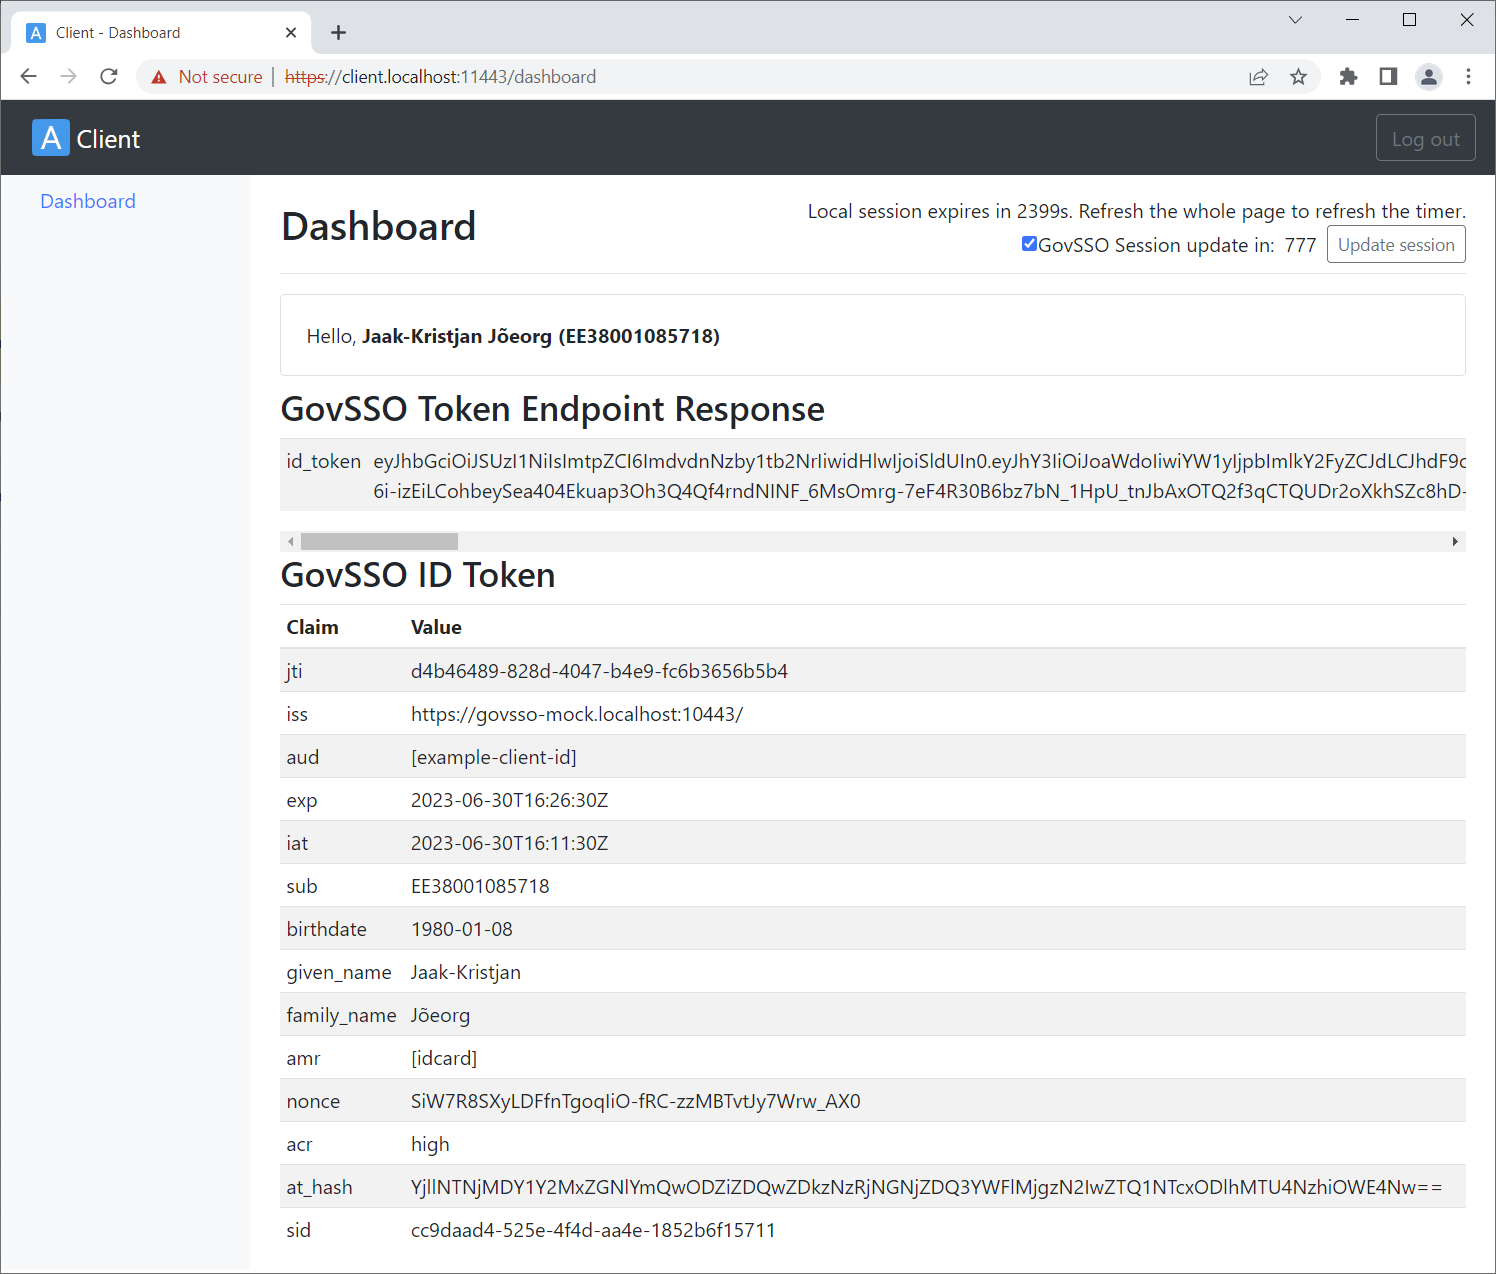 A Client - Dashboard
Not secure | https://client.localhost:11443/dashboard
A Client
Log out
Dashboard
Dashboard
Local session expires in 2399s. Refresh the whole page to refresh the timer.
GovSSO Session update in: 777 Update session
Hello, Jaak-Kristjan Jõeorg (EE38001085718)
GovSSO Token Endpoint Response
id_token eyJhbGciOiJSUzI1NiIsImtpZCI6ImdvdnNzby1tb2NrIiwidHlwIjoiSldUIn0.eyJhY3IiOiJoaWdoIiwiYW1yIjpbImlkY2FyZCJdLCJhdF9o
6i-izEiLCohbeySea404Ekuap3Oh3Q4Qf4rndNINF_6MsOmrg-7eF4R30B6bz7bN_1HpU_tnJbAxOTQ2f3qCTQUDr2oXkhSZc8hD-
GovSSO ID Token
Claim Value
jti d4b46489-828d-4047-b4e9-fc6b3656b5b4
iss https://govsso-mock.localhost:10443/
aud [example-client-id]
exp 2023-06-30T16:26:30Z
iat 2023-06-30T16:11:30Z
sub EE38001085718
birthdate 1980-01-08
given_name Jaak-Kristjan
family_name Jõeorg
amr [idcard]
nonce SiW7R8SXyLDFfnTgoqIiO-fRC-zzMBTvtJy7Wrw_AX0
acr high
at_hash YjllNTNjMDY1Y2MxZGNlYmQwODZiZDQwZDkzNzRjNGNjZDQ3YWFlMjgzN2IwZTQ1NTcxODlhMTU4NzhiOWE4Nw==
sid cc9daad4-525e-4f4d-aa4e-1852b6f15711